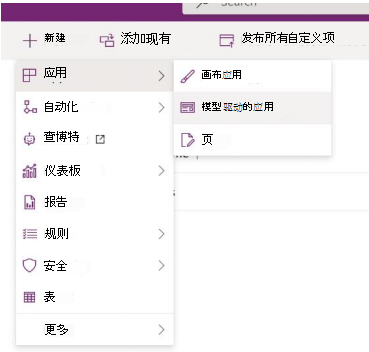 Search
新建
添加现有
发布所有自定义项
应用
画布应用
自动化
模型驱动的应用
查博特
页
仪表板
报告
规则
安全
表
更多